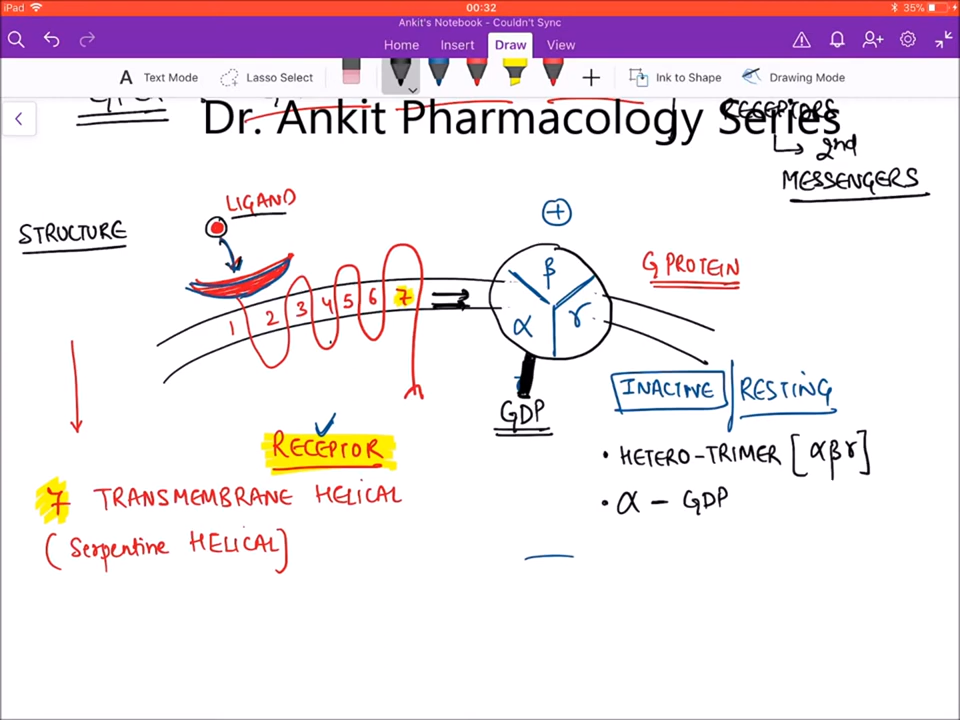 iPad
00:32
35%
Ankit's Notebook - Couldn't Sync
Home Insert Draw View
A Text Mode
Lasso Select
Ink to Shape
Drawing Mode
Dr. Ankit Pharmacology Series
RECEPTORS
2nd
MESSENGERS
STRUCTURE
LIGAND
1 2 3 4 5 6 7
β
α γ
G PROTEIN
GDP
INACTIVE RESTING
• HETERO-TRIMER [αβγ]
• α - GDP
RECEPTOR
7 TRANSMEMBRANE HELICAL
(Serpentine HELICAL)